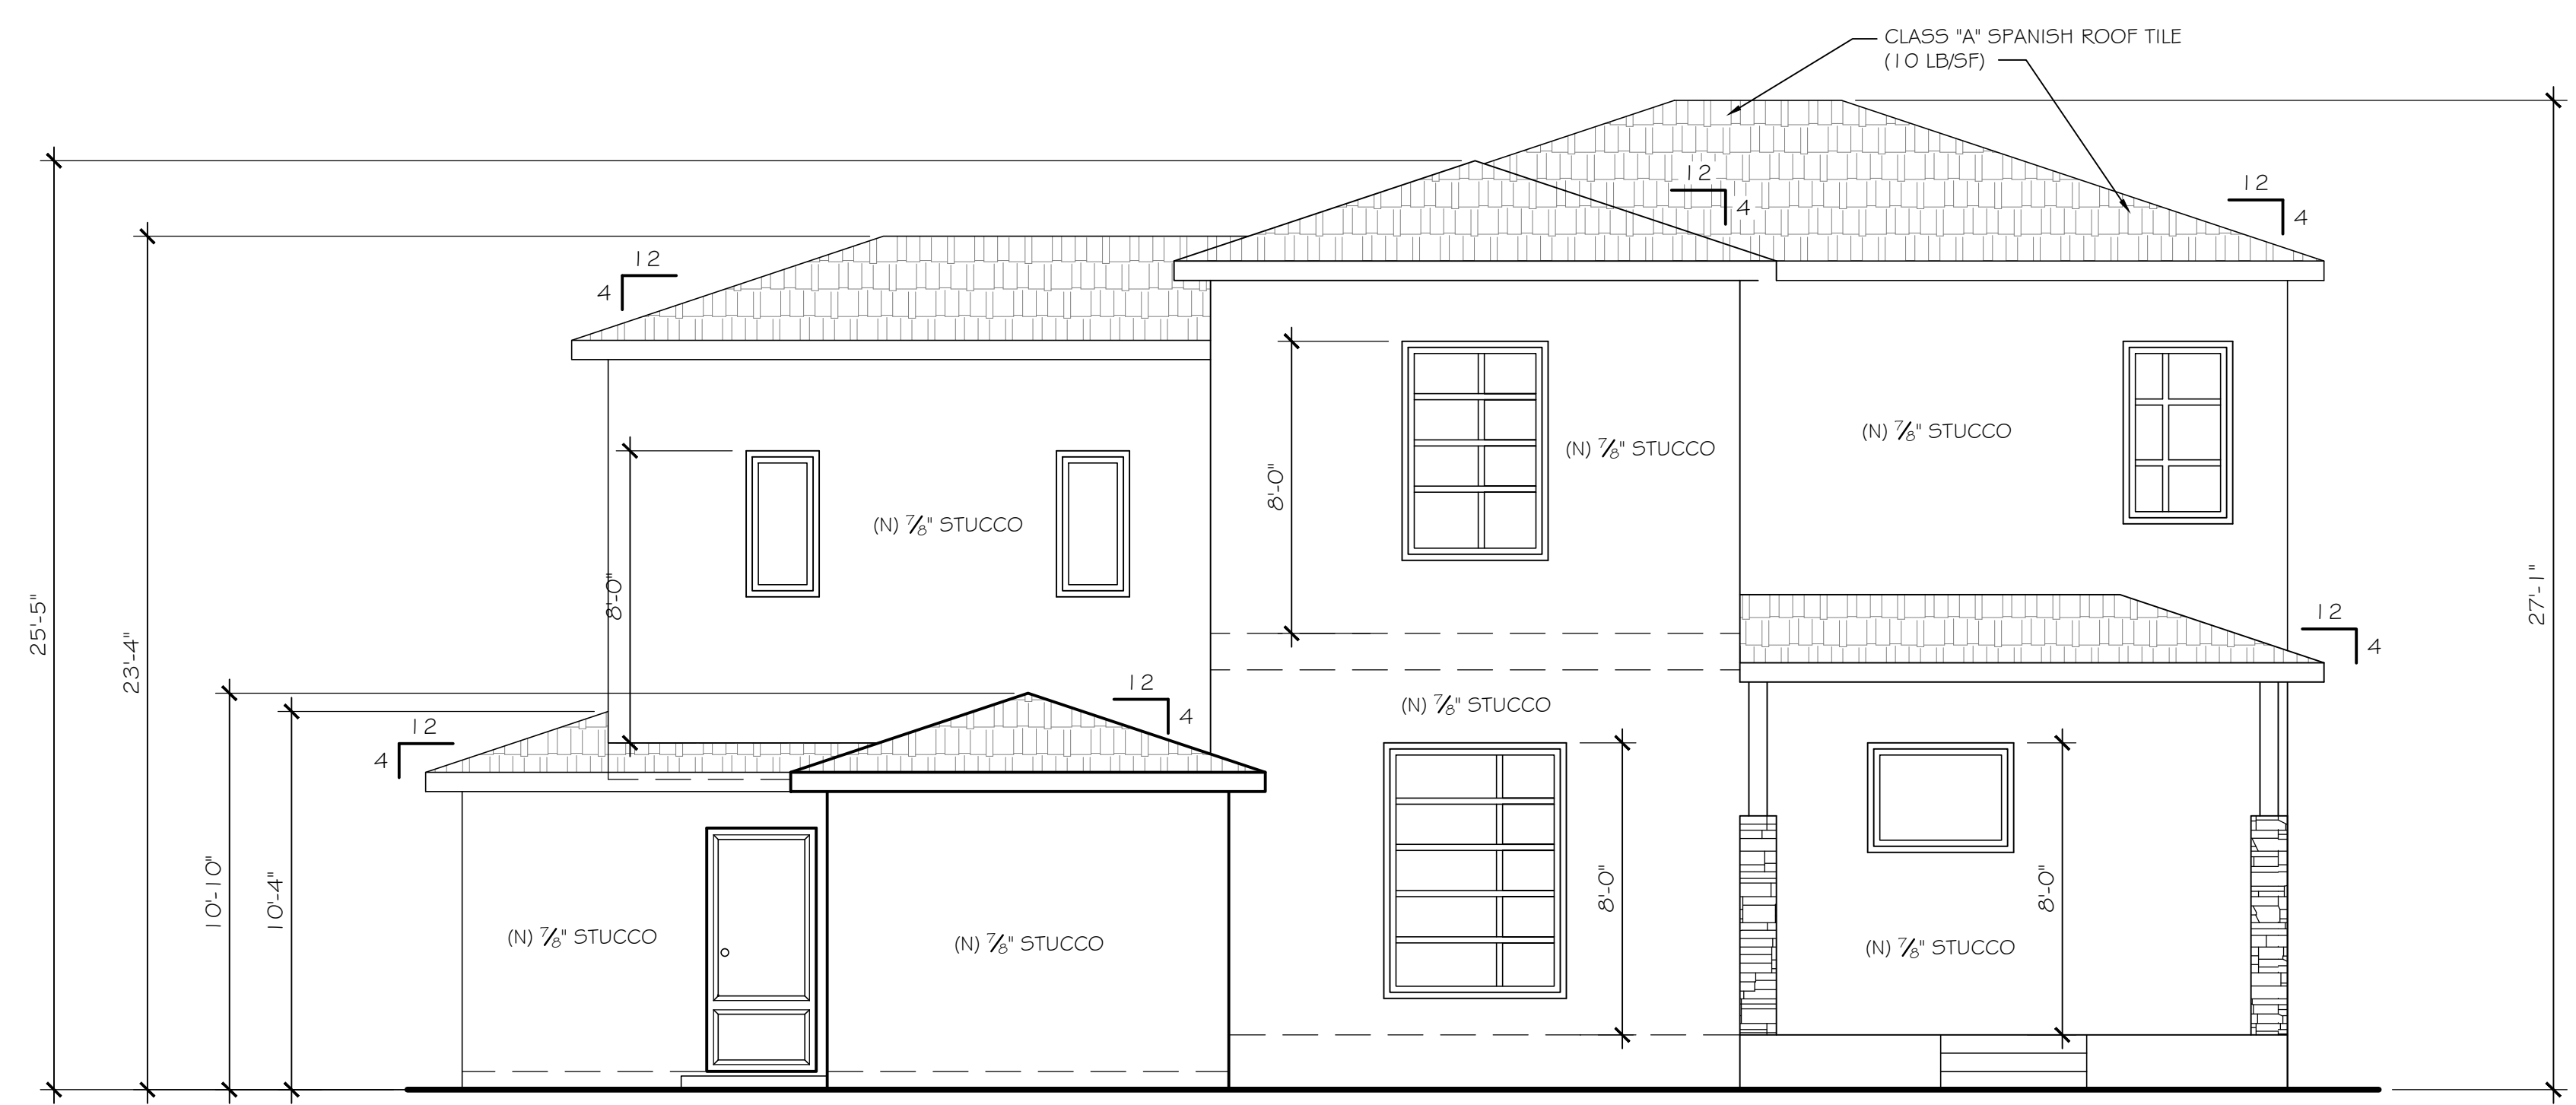 CLASS "A" SPANISH ROOF TILE
(10 LB/SF)
12
4
12
4
12
4
(N) 7/8" STUCCO
(N) 7/8" STUCCO
8'-0"
(N) 7/8" STUCCO
8'-0"
25'-5"
23'-4"
27'-1"
12
4
12
4
(N) 7/8" STUCCO
12
4
10'-10"
10'-4"
8'-0"
8'-0"
(N) 7/8" STUCCO
(N) 7/8" STUCCO
(N) 7/8" STUCCO